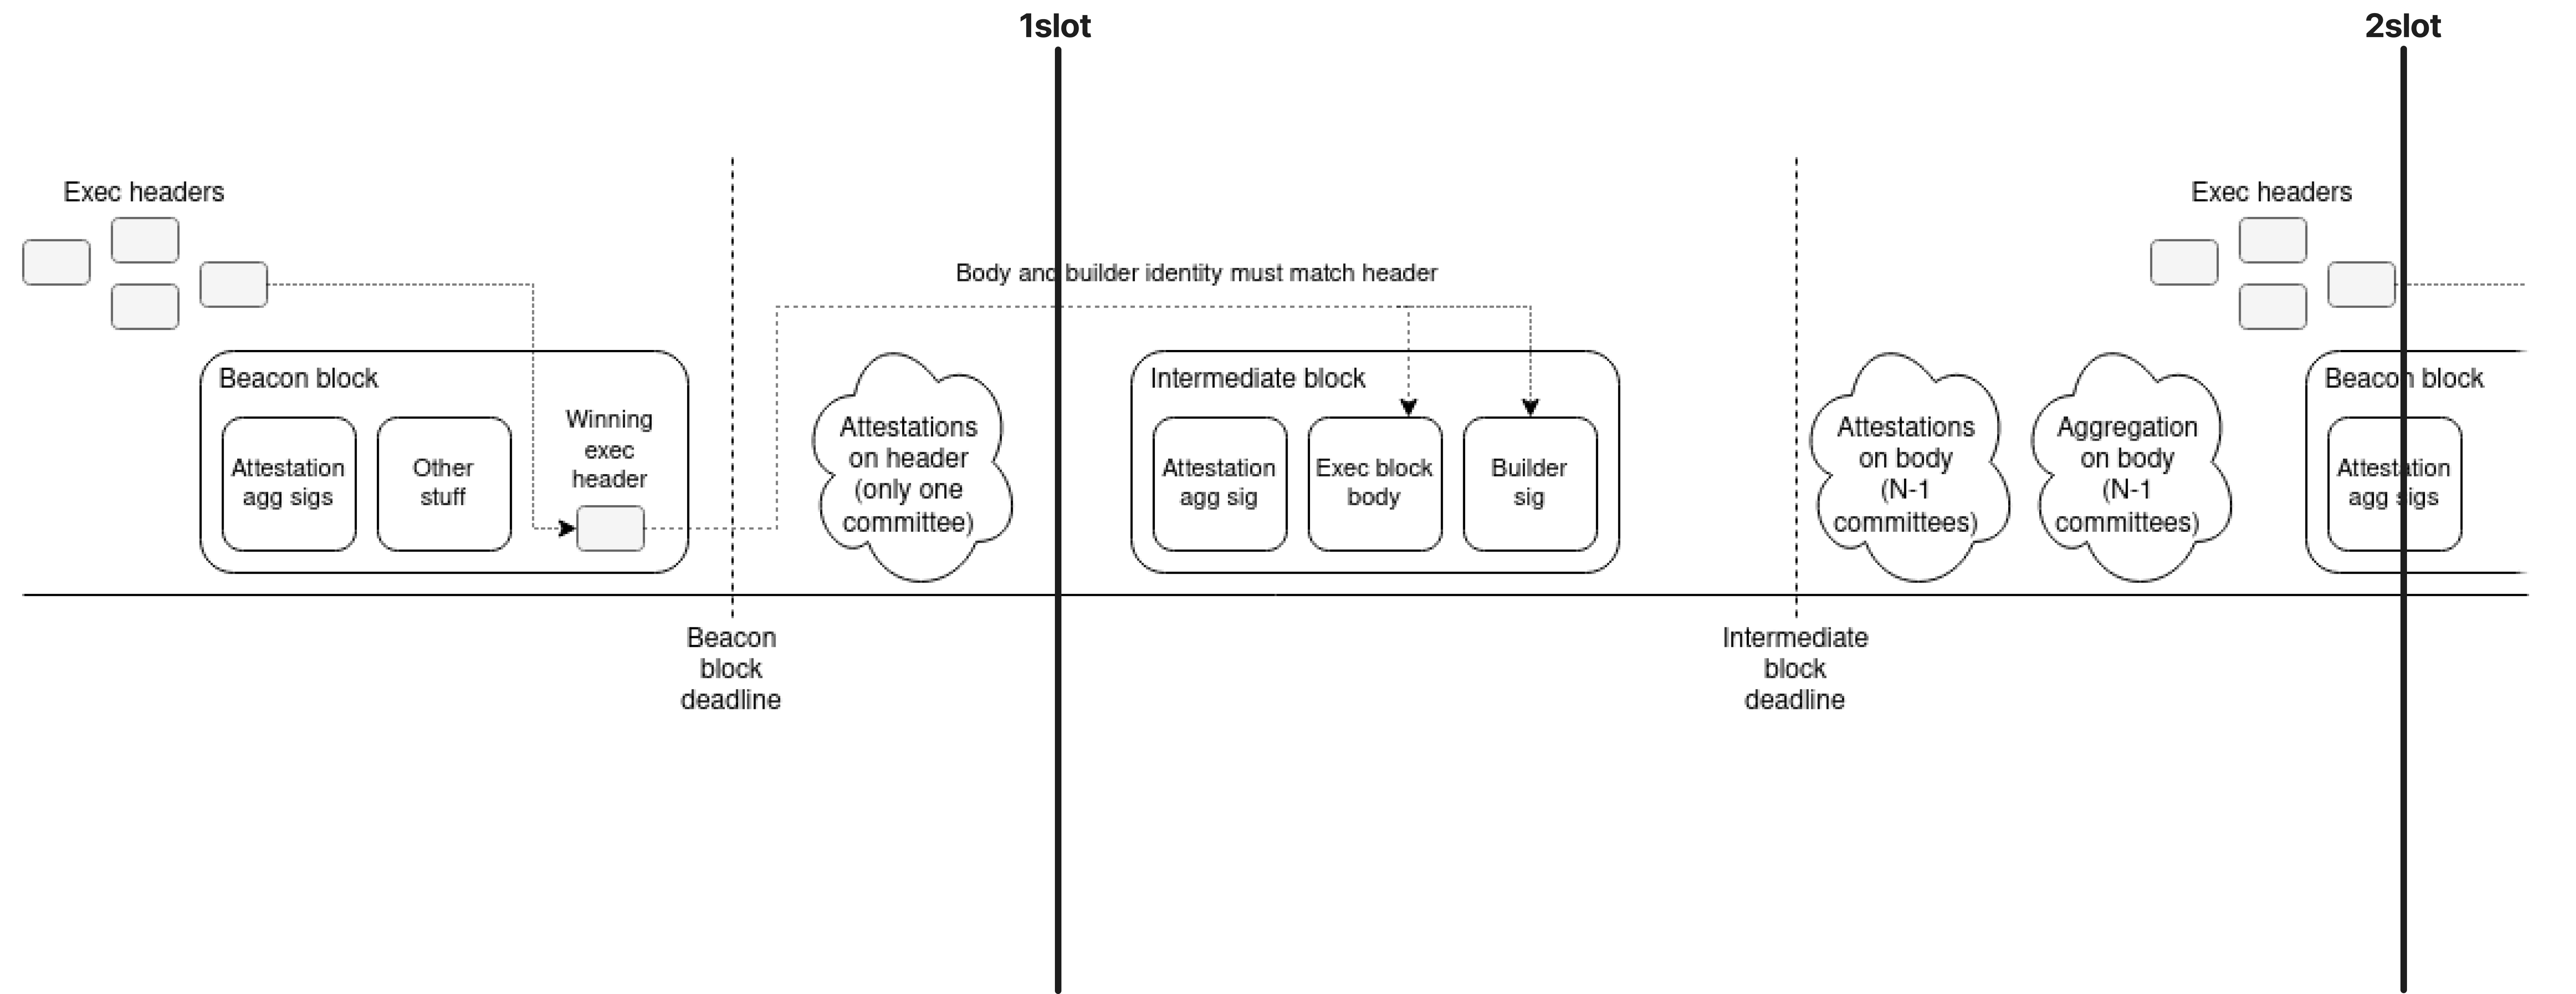 1slot
2slot
Exec headers
Exec headers
Body and builder identity must match header
Beacon block
Attestation
agg sigs
Other
stuff
Winning
exec
header
Attestations
on header
(only one
committee)
Intermediate block
Attestation
agg sig
Exec block
body
Builder
sig
Attestations
on body
(N-1
committees)
Aggregation
on body
(N-1
committees)
Beacon block
Attestation
agg sigs
Beacon
block
deadline
Intermediate
block
deadline